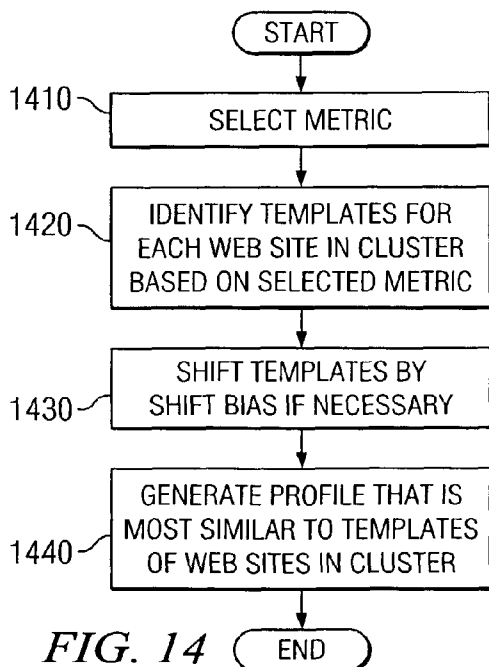 START
1410
SELECT METRIC
1420
IDENTIFY TEMPLATES FOR
EACH WEB SITE IN CLUSTER
BASED ON SELECTED METRIC
1430
SHIFT TEMPLATES BY
SHIFT BIAS IF NECESSARY
1440
GENERATE PROFILE THAT IS
MOST SIMILAR TO TEMPLATES
OF WEB SITES IN CLUSTER
FIG. 14
END